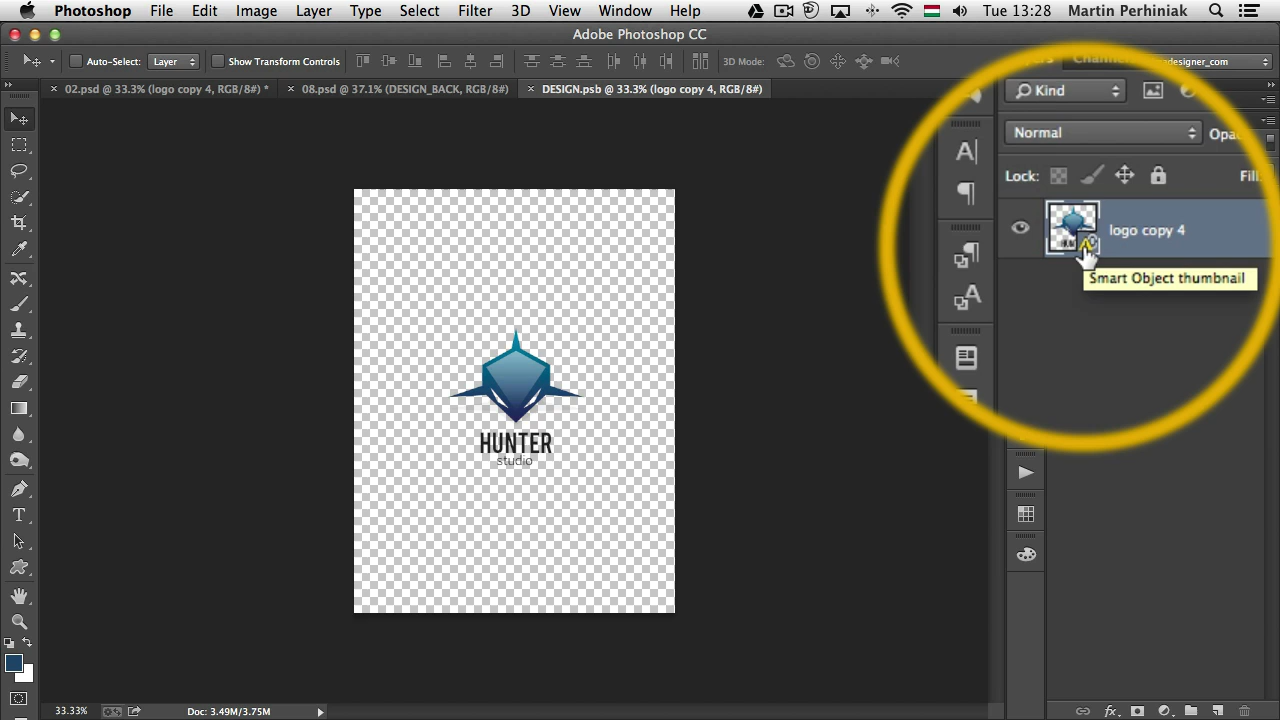 Photoshop File Edit Image Layer Type Select Filter 3D View Window Help Tue 13:28 Martin Perhiniak
Adobe Photoshop CC
Auto-Select: Layer Show Transform Controls 3D Mode: madesigner_com
02.psd @ 33.3% (logo copy 4, RGB/8#) * 08.psd @ 37.1% (DESIGN_BACK, RGB/8#) DESIGN.psb @ 33.3% (logo copy 4, RGB/8#)
Kind
Normal
Lock:
logo copy 4
Smart Object thumbnail
HUNTER
studio
33.33% Doc: 3.49M/3.75M